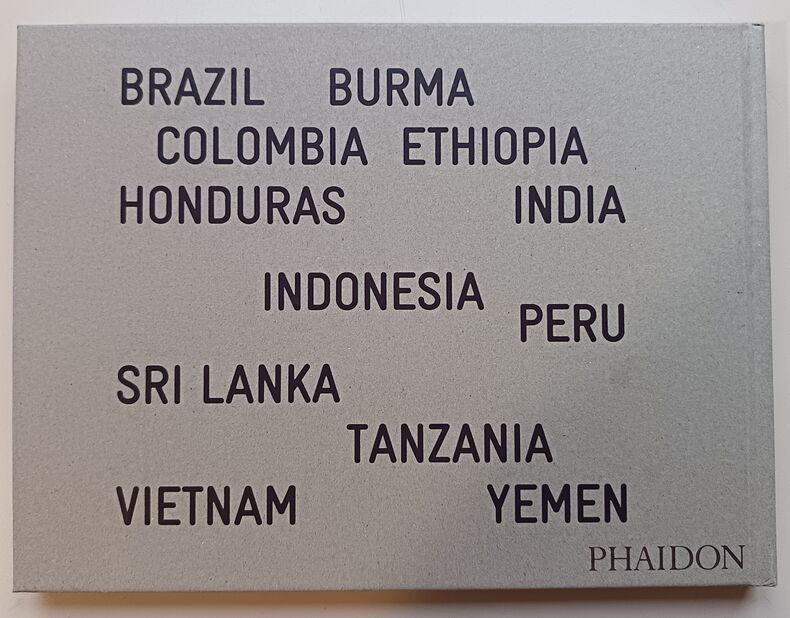 BRAZIL BURMA
COLOMBIA ETHIOPIA
HONDURAS INDIA
INDONESIA
PERU
SRI LANKA
TANZANIA
VIETNAM YEMEN
PHAIDON